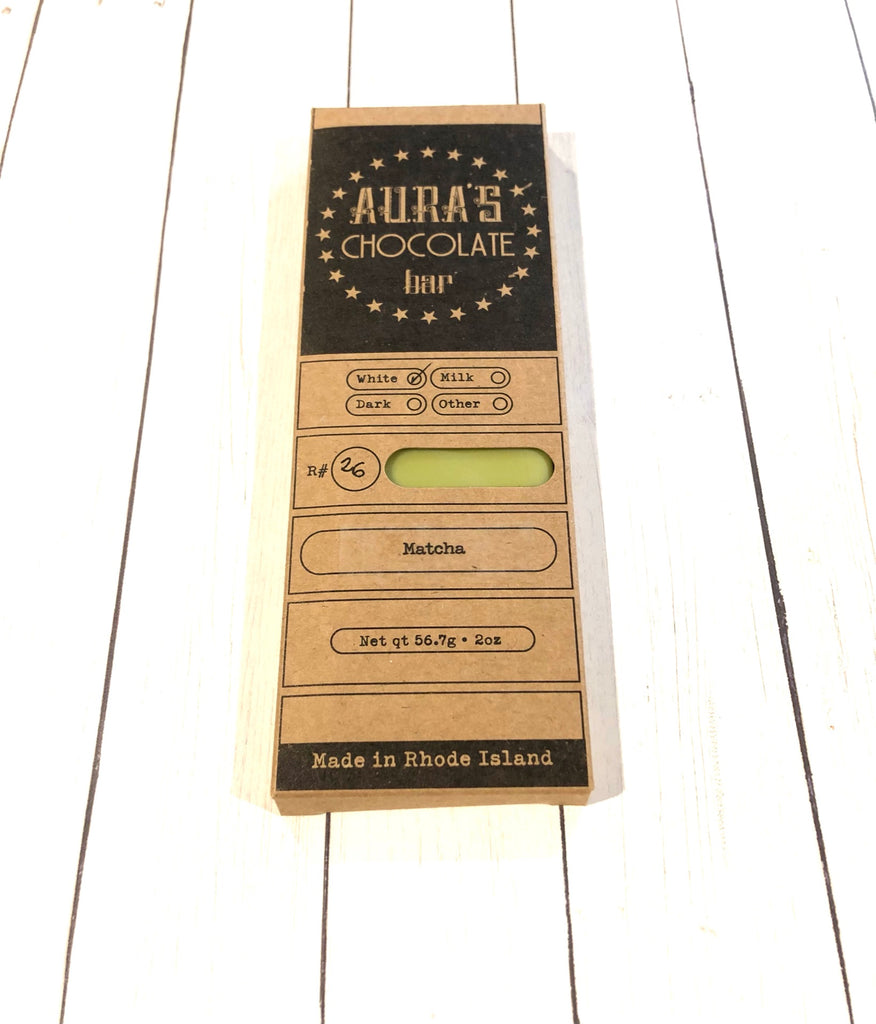 AURA'S
CHOCOLATE
bar
White Milk
Dark Other
R# 26
Matcha
Net qt 56.7g • 2oz
Made in Rhode Island